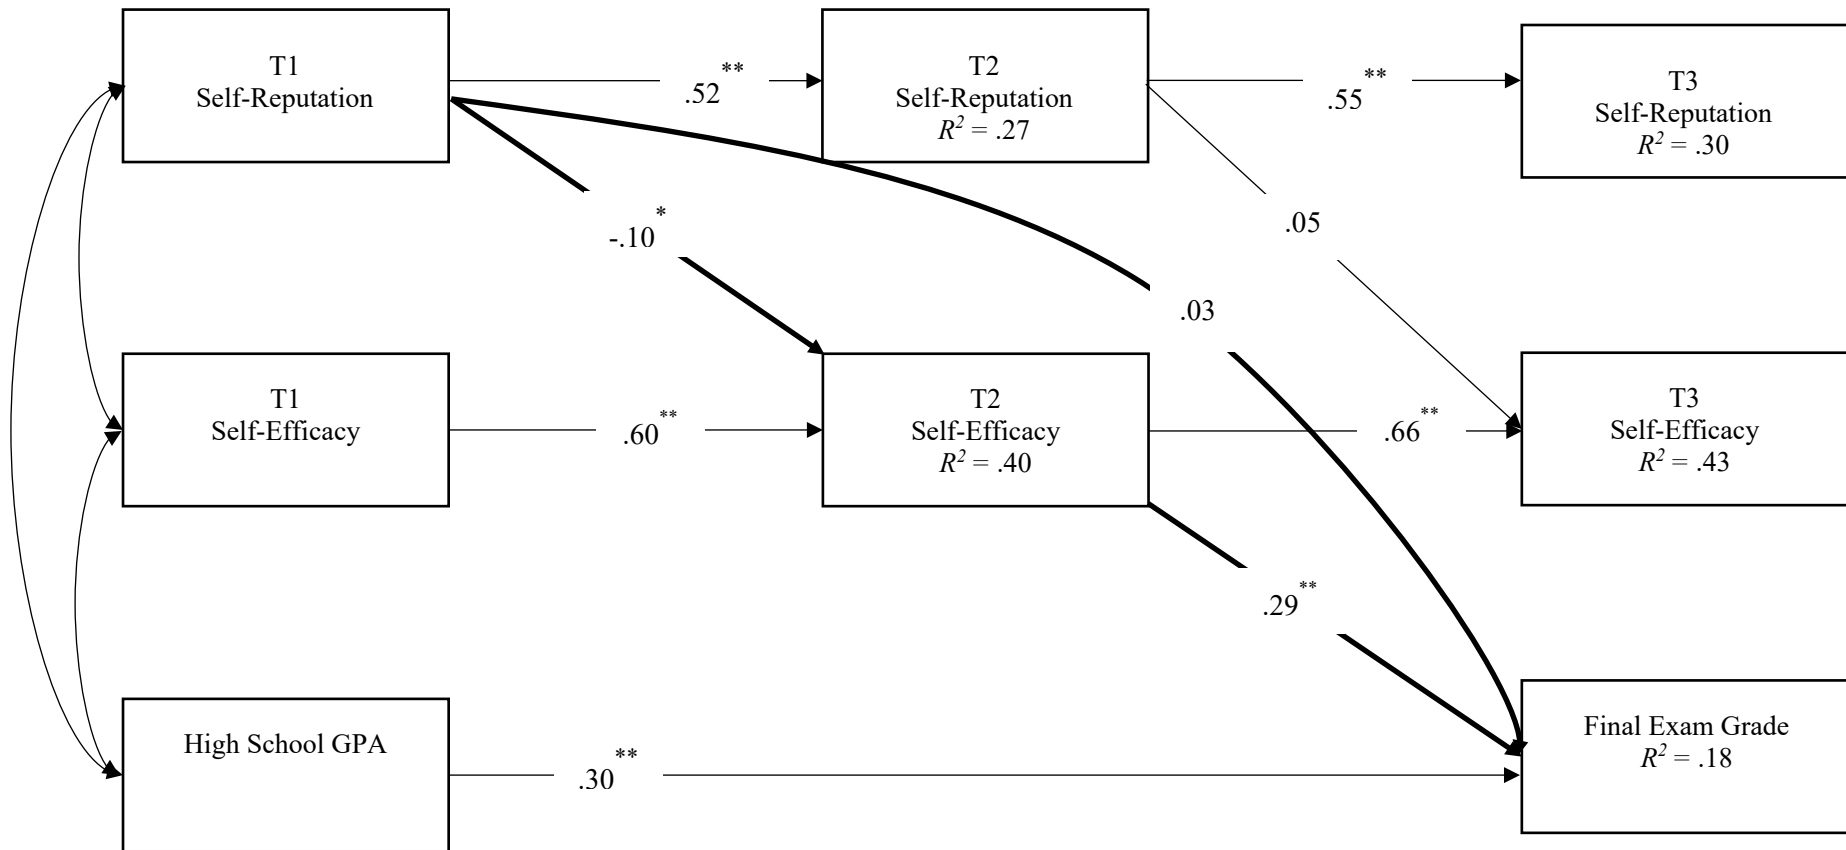 T1
Self-Reputation
.52**
T2
Self-Reputation
R² = .27
.55**
T3
Self-Reputation
R² = .30
-.10*
.05
.03
T1
Self-Efficacy
.60**
T2
Self-Efficacy
R² = .40
.66**
T3
Self-Efficacy
R² = .43
.29**
High School GPA
.30**
Final Exam Grade
R² = .18